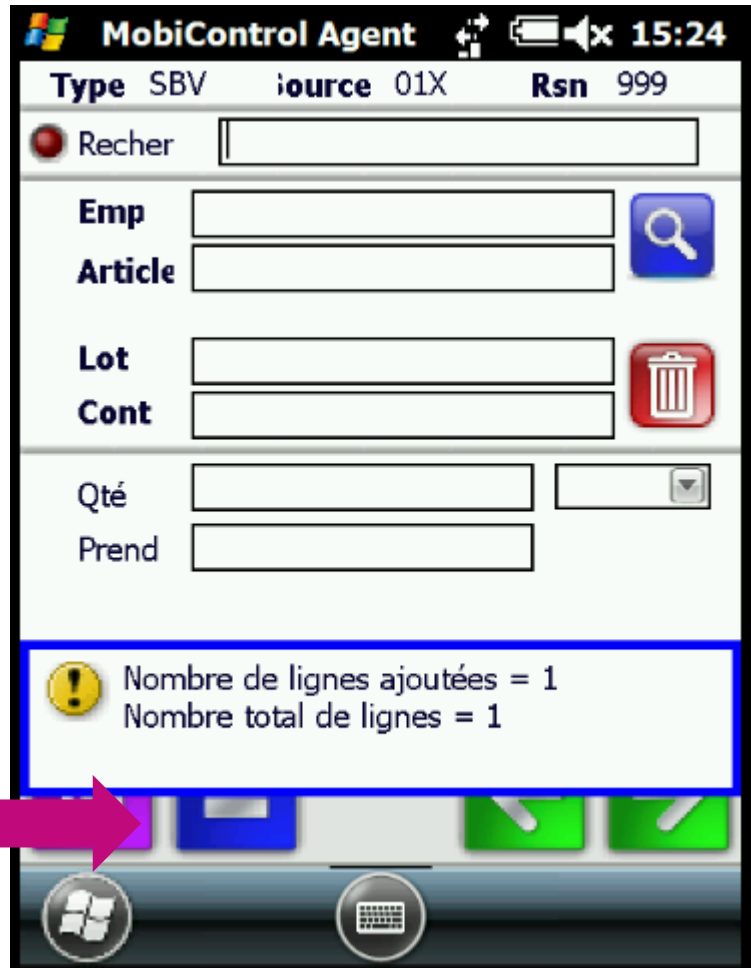 MobiControl Agent 15:24
Type SBV ource 01X Rsn 999
Recher
Emp
Article
Lot
Cont
Qté
Prend
Nombre de lignes ajoutées = 1
Nombre total de lignes = 1